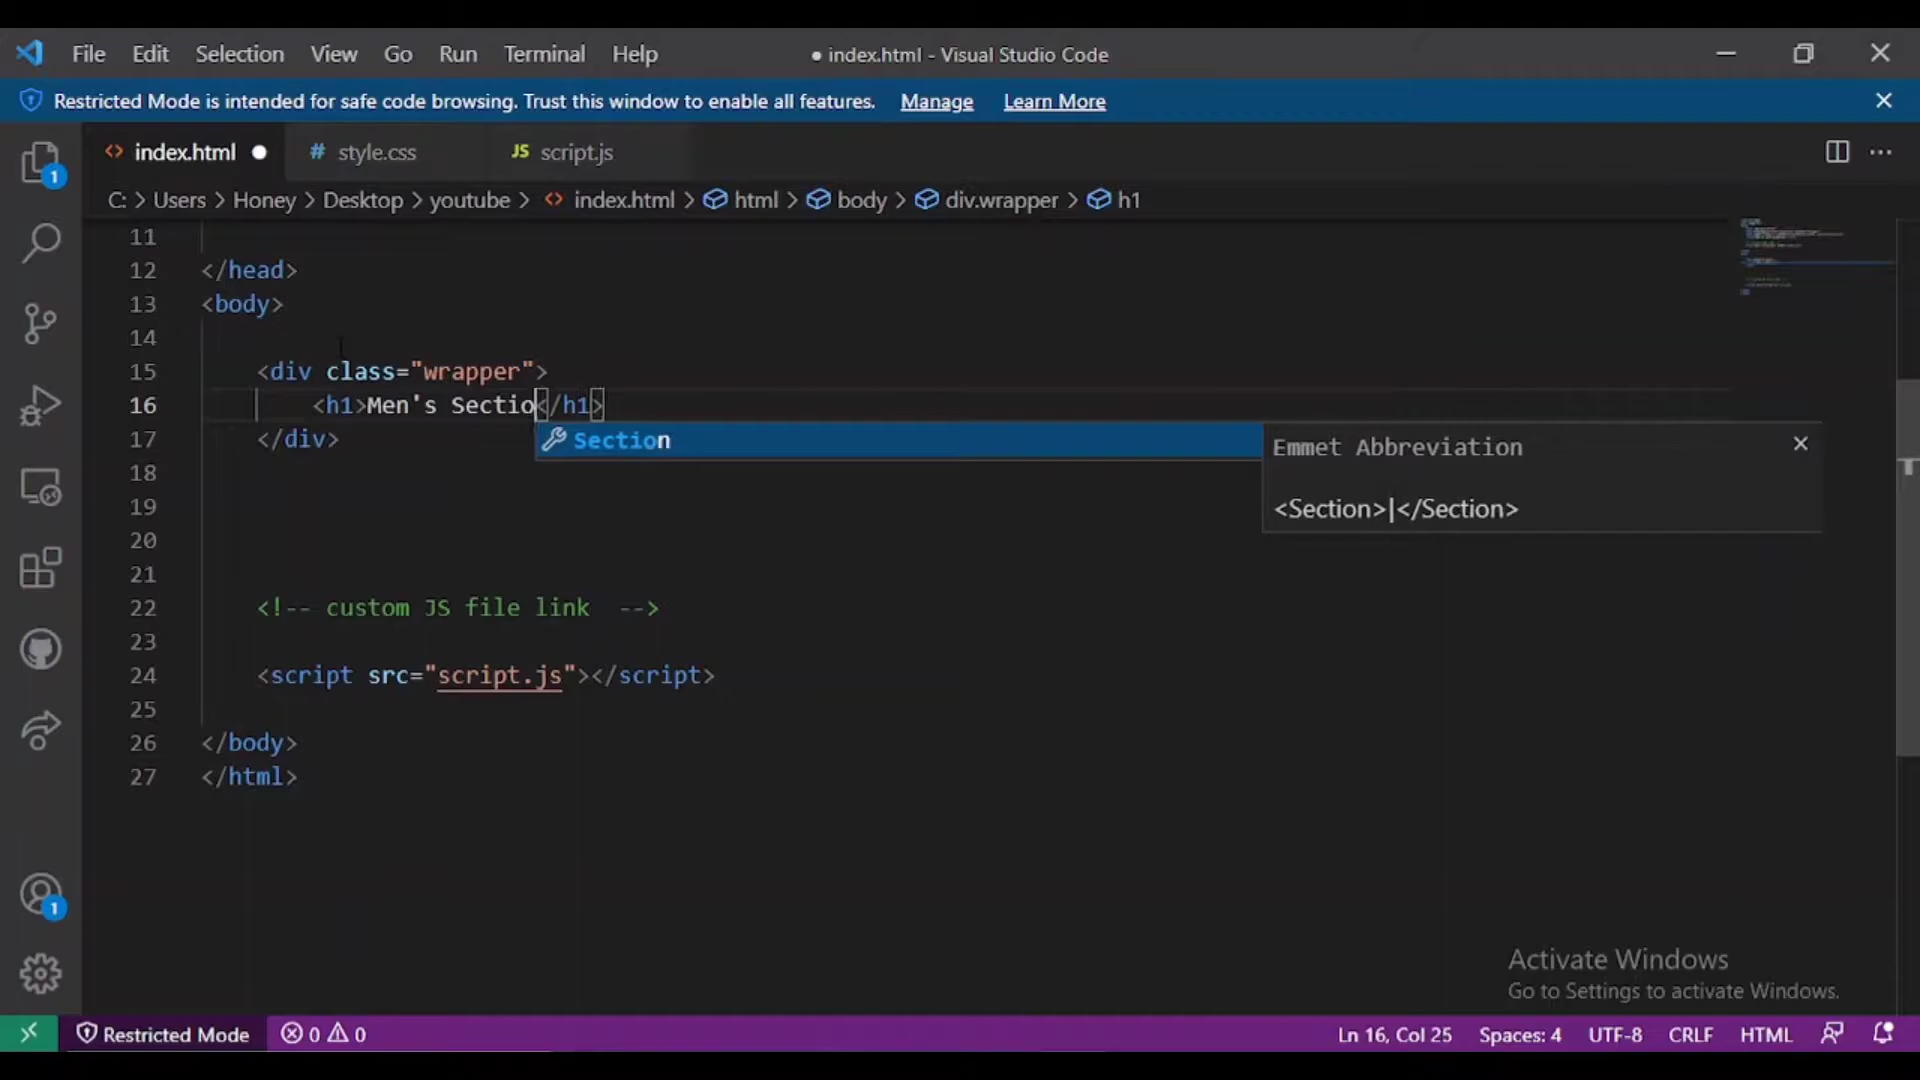 File Edit Selection View Go Run Terminal Help ● index.html - Visual Studio Code
Restricted Mode is intended for safe code browsing. Trust this window to enable all features. Manage Learn More
<> index.html ● # style.css JS script.js
C: > Users > Honey > Desktop > youtube > <> index.html > html > body > div.wrapper > h1
11
12 </head>
13 <body>
14
15 <div class="wrapper">
16 <h1>Men's Sectio</h1>
17 </div>
Section
Emmet Abbreviation
<Section>|</Section>
18
19
20
21
22 <!-- custom JS file link -->
23
24 <script src="script.js"></script>
25
26 </body>
27 </html>
1
1
Activate Windows
Go to Settings to activate Windows.
Restricted Mode 0 0 Ln 16, Col 25 Spaces: 4 UTF-8 CRLF HTML